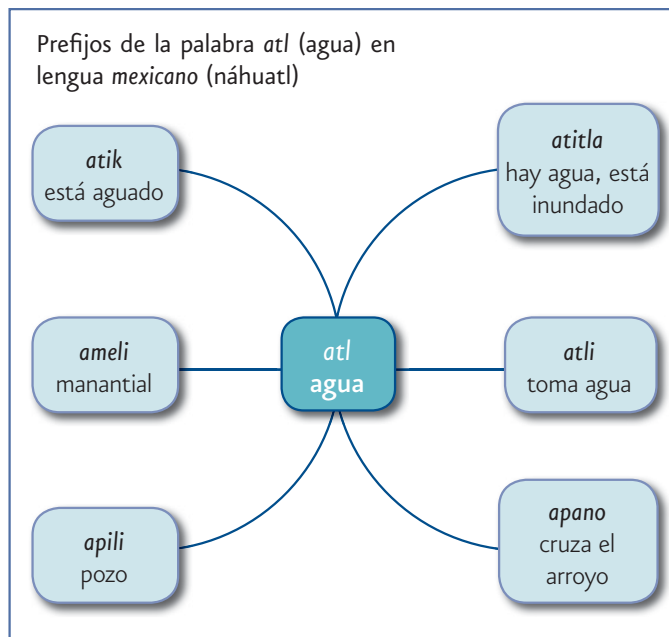 Prefijos de la palabra atl (agua) en
lengua mexicano (náhuatl)
atik
está aguado
atitla
hay agua, está
inundado
ameli
manantial
atl
agua
atli
toma agua
apili
pozo
apano
cruza el
arroyo